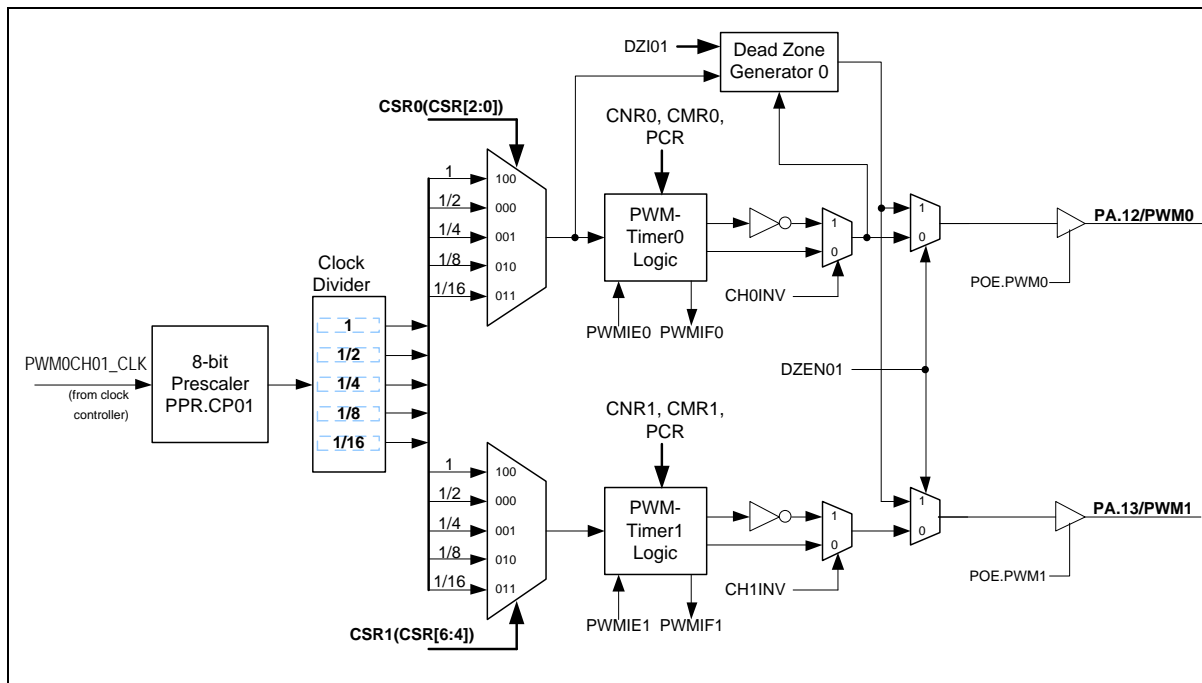 DZI01
Dead Zone
Generator 0
CSR0(CSR[2:0])
CNR0, CMR0,
PCR
1
1/2
1/4
1/8
1/16
100
000
001
010
011
PWM-
Timer0
Logic
1
0
1
0
PA.12/PWM0
POE.PWM0
CH0INV
PWMIE0
PWMIF0
Clock
Divider
1
1/2
1/4
1/8
1/16
PWM0CH01_CLK
(from clock
controller)
8-bit
Prescaler
PPR.CP01
DZEN01
CNR1, CMR1,
PCR
1
1/2
1/4
1/8
1/16
100
000
001
010
011
PWM-
Timer1
Logic
1
0
1
0
PA.13/PWM1
POE.PWM1
CH1INV
PWMIE1
PWMIF1
CSR1(CSR[6:4])